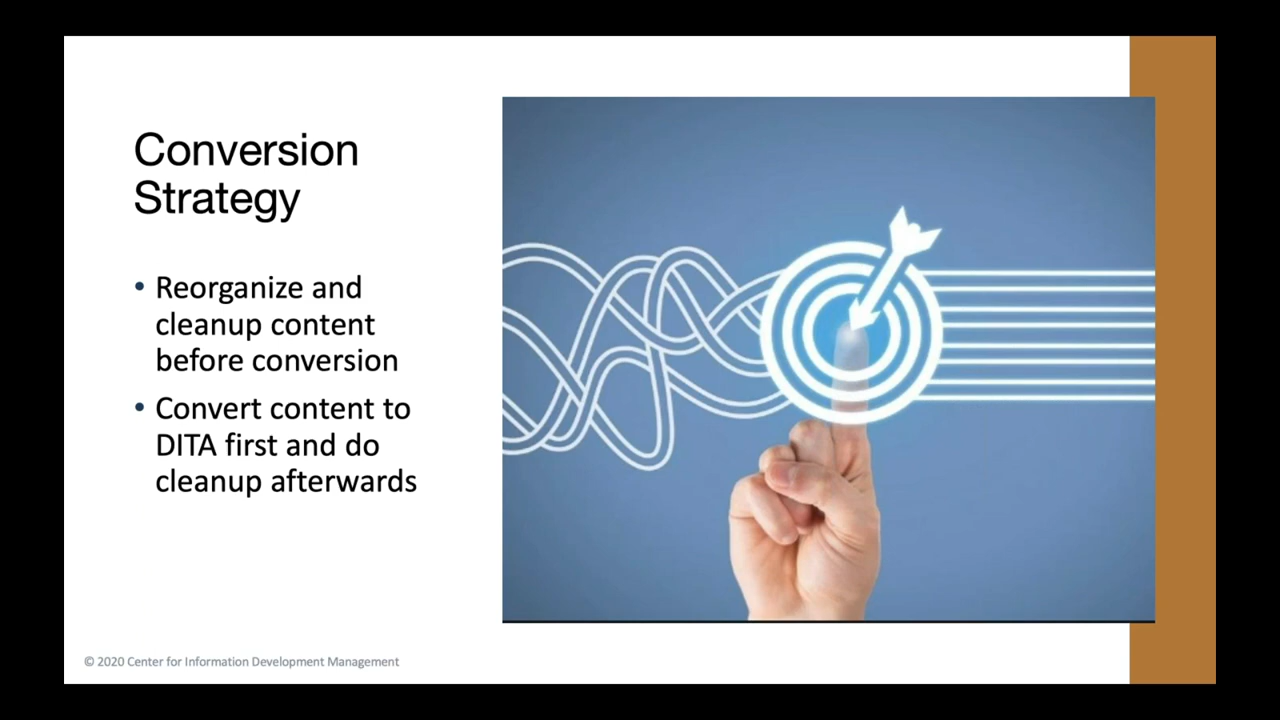 Conversion
Strategy
• Reorganize and
cleanup content
before conversion
• Convert content to
DITA first and do
cleanup afterwards
© 2020 Center for Information Development Management